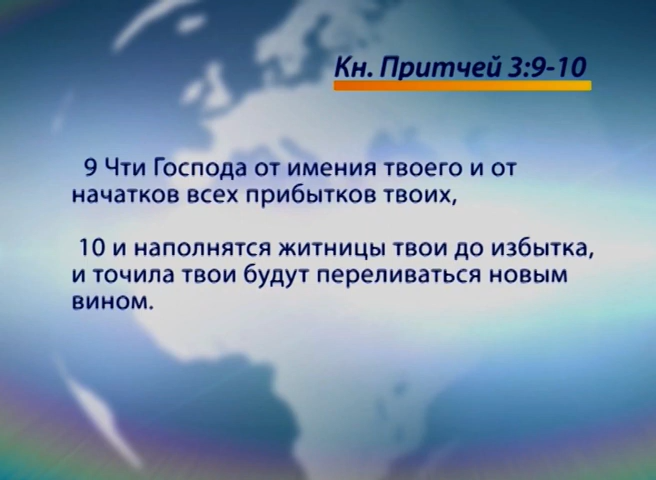 Кн. Притчей 3:9-10
9 Чти Господа от имения твоего и от
начатков всех прибытков твоих,
10 и наполнятся житницы твои до избытка,
и точила твои будут переливаться новым
вином.